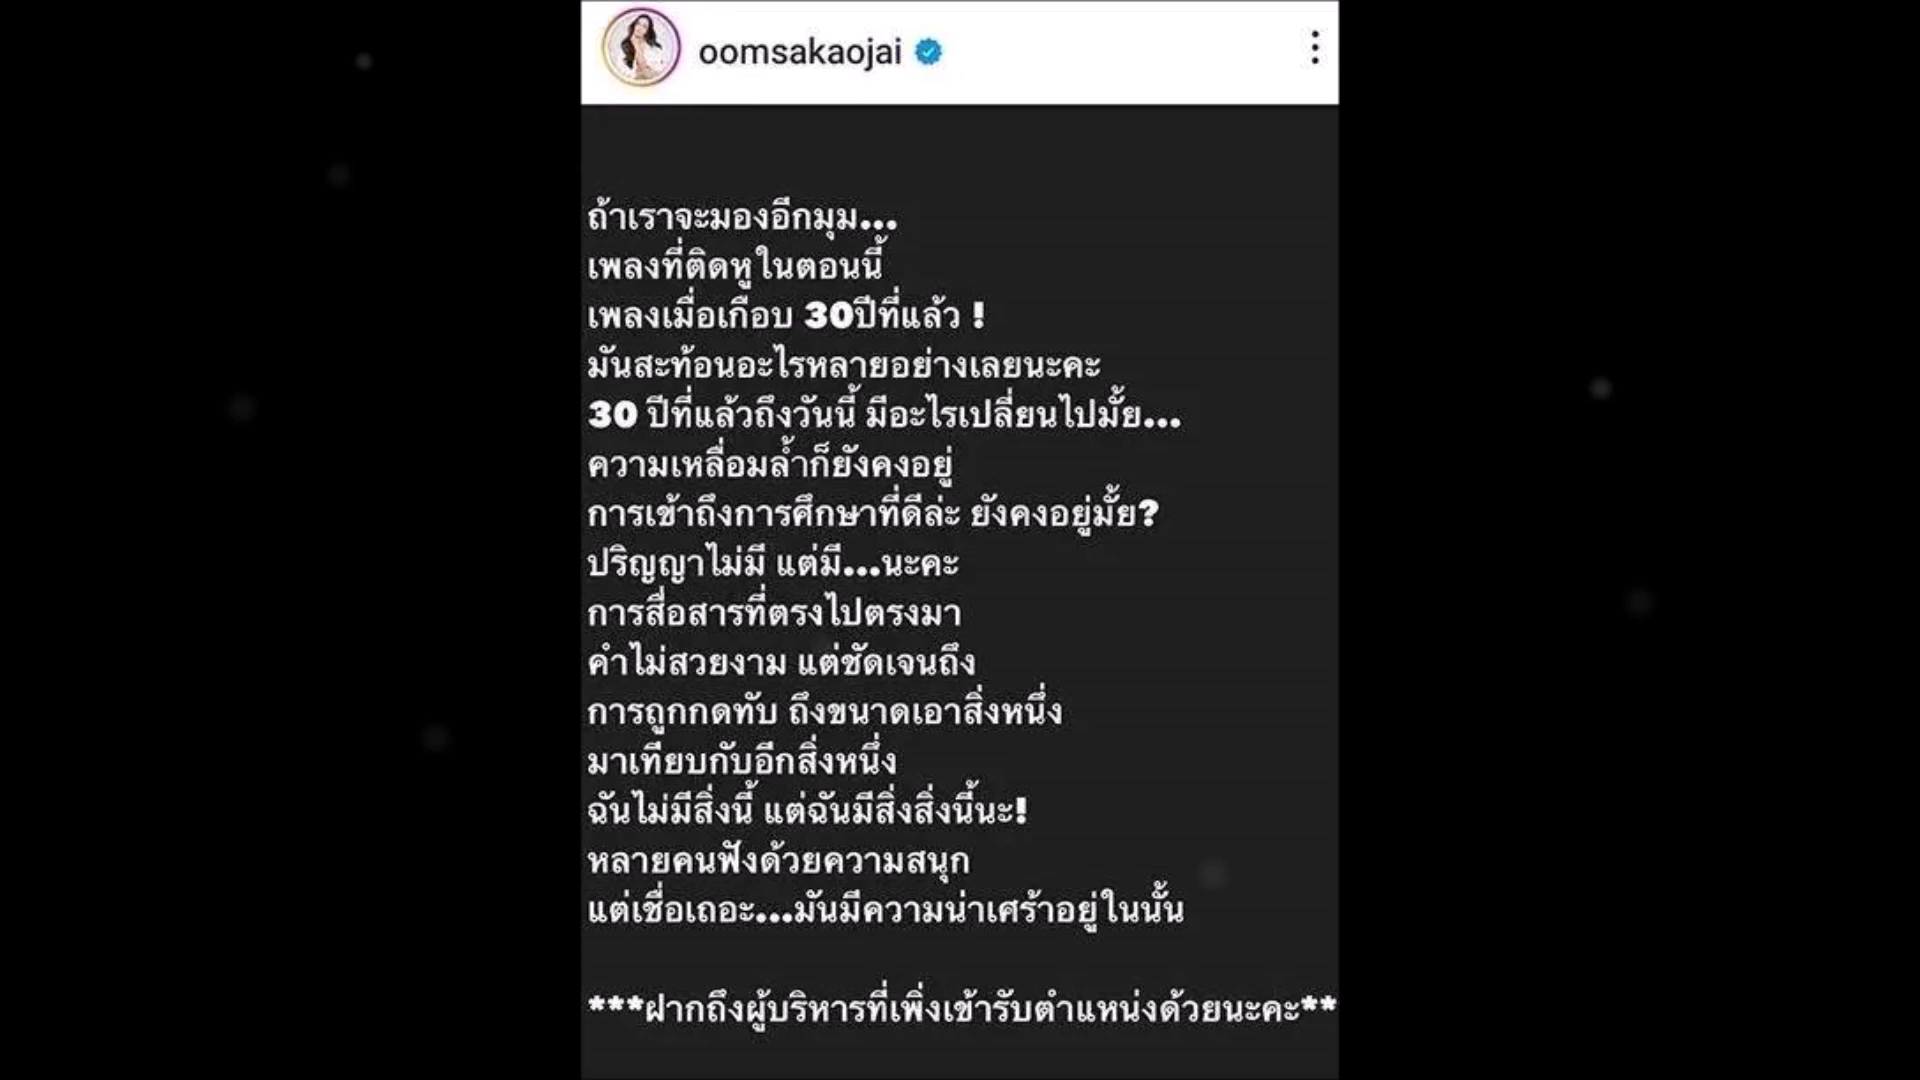 oomsakaojai
ถ้าเราจะมองอีกมุม...
เพลงที่ติดหูในตอนนี้
เพลงเมื่อเกือบ 30ปีที่แล้ว !
มันสะท้อนอะไรหลายอย่างเลยนะคะ
30 ปีที่แล้วถึงวันนี้ มีอะไรเปลี่ยนไปมั้ย...
ความเหลื่อมล้ำก็ยังคงอยู่
การเข้าถึงการศึกษาที่ดีล่ะ ยังคงอยู่มั้ย?
ปริญญาไม่มี แต่มี...นะคะ
การสื่อสารที่ตรงไปตรงมา
คำไม่สวยงาม แต่ชัดเจนถึง
การถูกกดทับ ถึงขนาดเอาสิ่งหนึ่ง
มาเทียบกับอีกสิ่งหนึ่ง
ฉันไม่มีสิ่งนี้ แต่ฉันมีสิ่งสิ่งนี้นะ!
หลายคนฟังด้วยความสนุก
แต่เชื่อเถอะ...มันมีความน่าเศร้าอยู่ในนั้น
***ฝากถึงผู้บริหารที่เพิ่งเข้ารับตำแหน่งด้วยนะคะ**